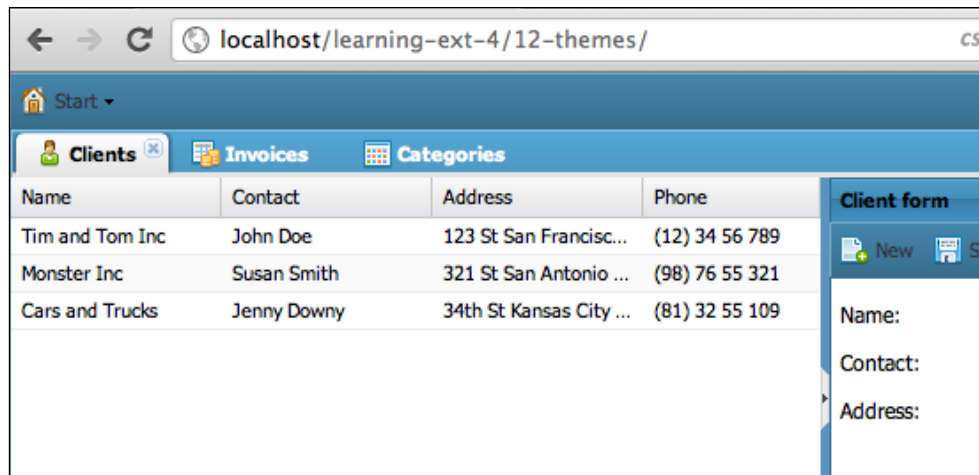 localhost/learning-ext-4/12-themes/
Start
Clients Invoices Categories
Name Contact Address Phone Client form
Tim and Tom Inc John Doe 123 St San Francisc... (12) 34 56 789
New S
Monster Inc Susan Smith 321 St San Antonio ... (98) 76 55 321
Cars and Trucks Jenny Downy 34th St Kansas City ... (81) 32 55 109
Name:
Contact:
Address: